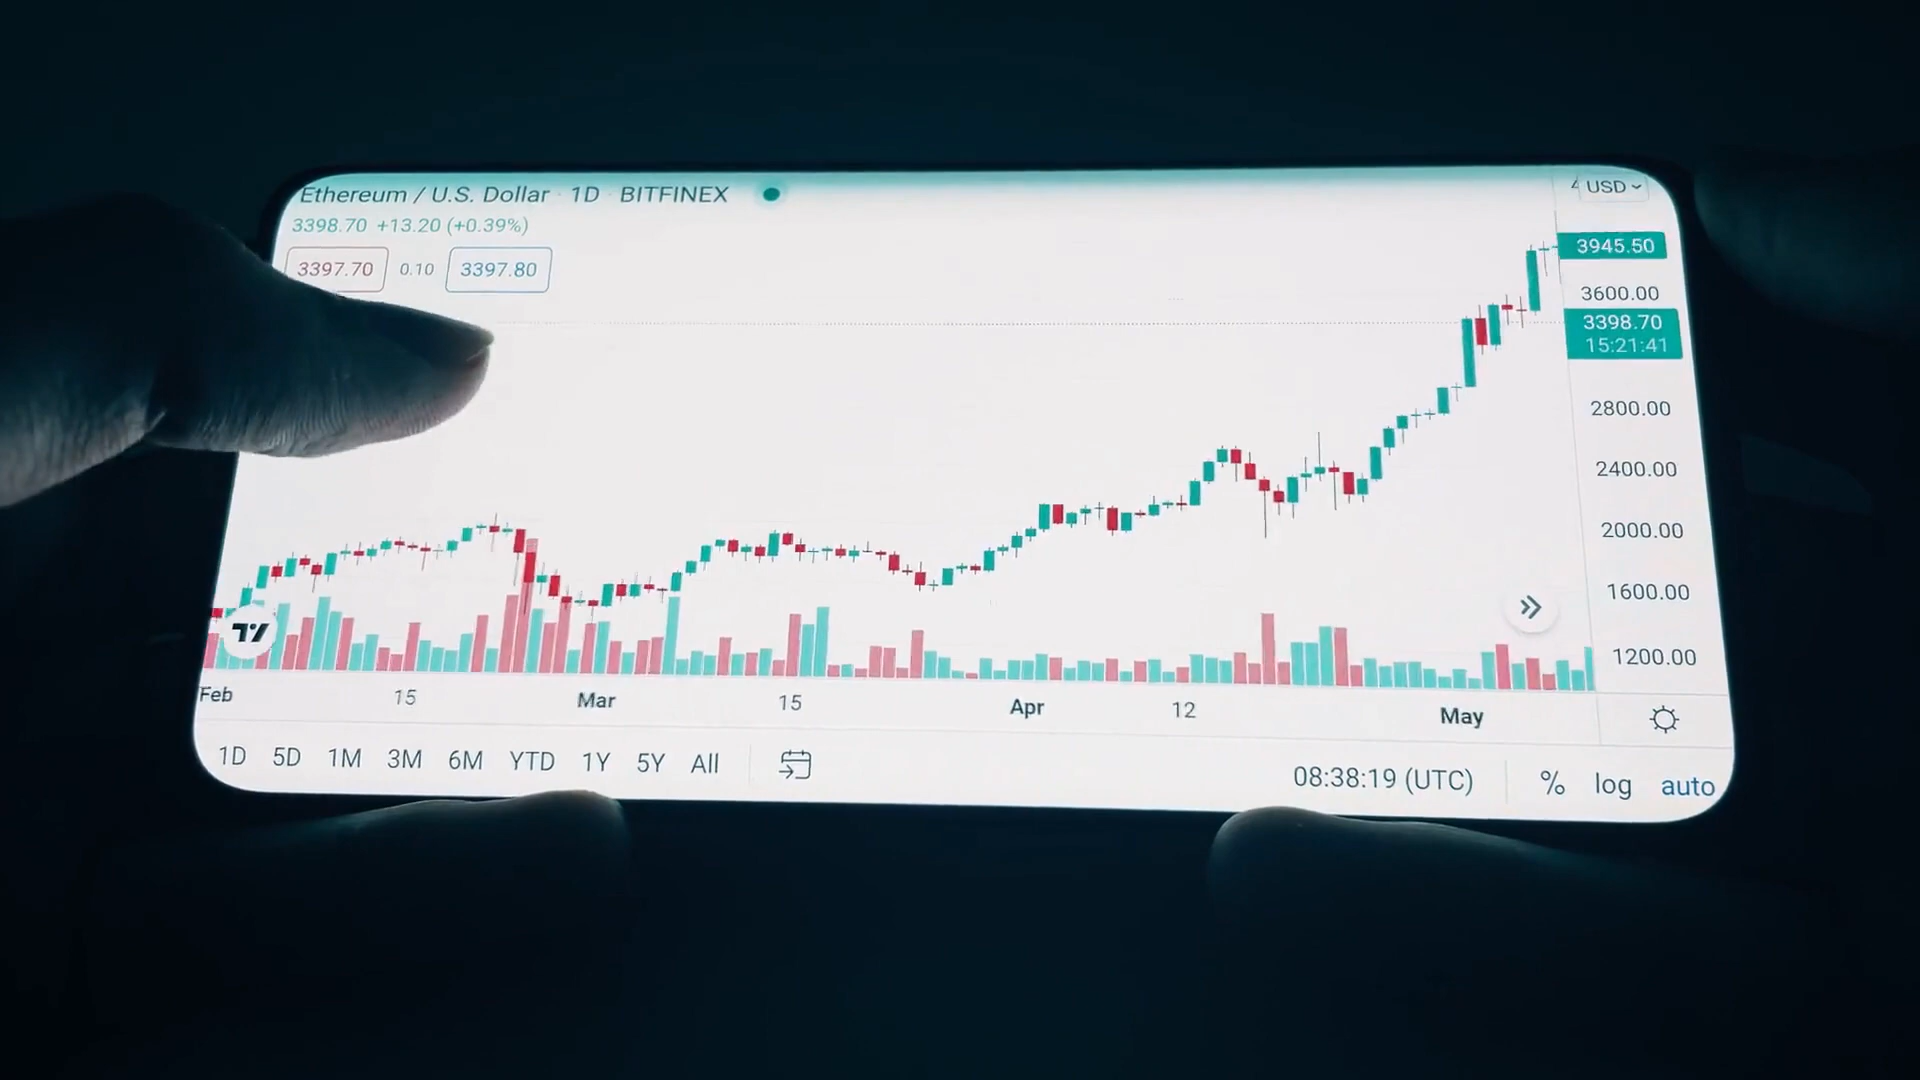 Ethereum / U.S. Dollar · 1D · BITFINEX
USD
3398.70 +13.20 (+0.39%)
3397.70 0.10 3397.80
3945.50
3600.00
3398.70
15:21:41
2800.00
2400.00
2000.00
1600.00
1200.00
Feb 15 Mar 15 Apr 12 May
1D 5D 1M 3M 6M YTD 1Y 5Y All
08:38:19 (UTC) % log auto